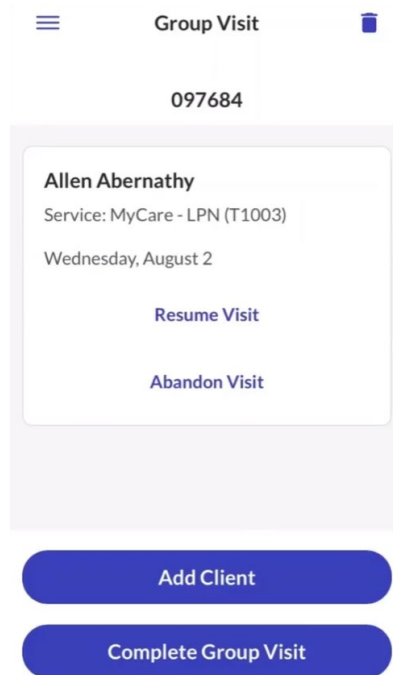 Group Visit
097684
Allen Abernathy
Service: MyCare - LPN (T1003)
Wednesday, August 2
Resume Visit
Abandon Visit
Add Client
Complete Group Visit